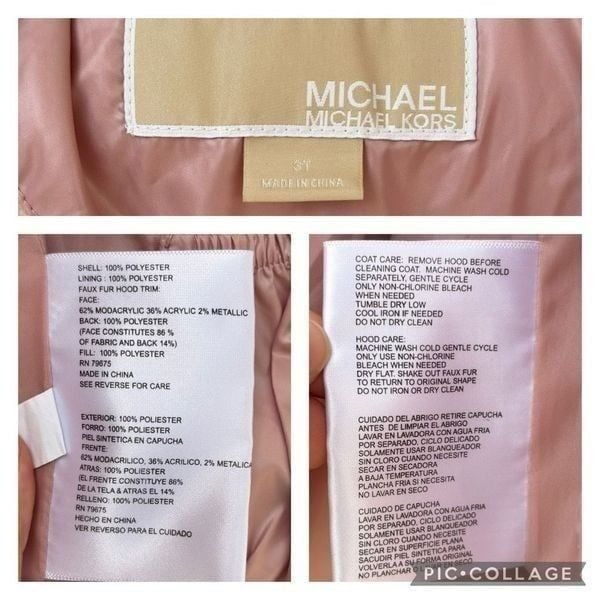 MICHAEL
MICHAEL KORS
3T
MADE IN CHINA
SHELL: 100% POLYESTER
LINING : 100% POLYESTER
FAUX FUR HOOD TRIM:
FACE:
62% MODACRYLIC 36% ACRYLIC 2% METALLIC
BACK: 100% POLYESTER
(FACE CONSTITUTES 86 %
OF FABRIC AND BACK 14%)
FILL: 100% POLYESTER
RN 79675
MADE IN CHINA
SEE REVERSE FOR CARE
EXTERIOR: 100% POLIESTER
FORRO: 100% POLIESTER
PIEL SINTETICA EN CAPUCHA
FRENTE:
62% MODACRILICO, 36% ACRILICO, 2% METALICA
ATRAS: 100% POLIESTER
(EL FRENTE CONSTITUYE 86%
DE LA TELA & ATRAS EL 14%
RELLENO: 100% POLIESTER
RN 79675
HECHO EN CHINA
VER REVERSO PARA EL CUIDADO
COAT CARE: REMOVE HOOD BEFORE
CLEANING COAT. MACHINE WASH COLD
SEPARATELY, GENTLE CYCLE
ONLY NON-CHLORINE BLEACH
WHEN NEEDED
TUMBLE DRY LOW
COOL IRON IF NEEDED
DO NOT DRY CLEAN
HOOD CARE:
MACHINE WASH COLD GENTLE CYCLE
ONLY USE NON-CHLORINE
BLEACH WHEN NEEDED
DRY FLAT. SHAKE OUT FAUX FUR
TO RETURN TO ORIGINAL SHAPE
DO NOT IRON OR DRY CLEAN
CUIDADO DEL ABRIGO RETIRE CAPUCHA
ANTES DE LIMPIAR EL ABRIGO
LAVAR EN LAVADORA CON AGUA FRIA
POR SEPARADO, CICLO DELICADO
SOLAMENTE USAR BLANQUEADOR
SIN CLORO CUANDO NECESITE
SECAR EN SECADORA
A BAJA TEMPERATURA
PLANCHA FRIA SI NECESITA
NO LAVAR EN SECO
CUIDADO DE CAPUCHA
LAVAR EN LAVADORA CON AGUA FRIA
POR SEPARADO, CICLO DELICADO
SOLAMENTE USAR BLANQUEADOR
SIN CLORO CUANDO NECESITE
SECAR EN SUPERFICIE PLANA
SACUDIR PIEL SINTETICA PARA
VOLVERLA A SU FORMA ORIGINAL
NO PLANCHAR O EN SECO
PIC•COLLAGE